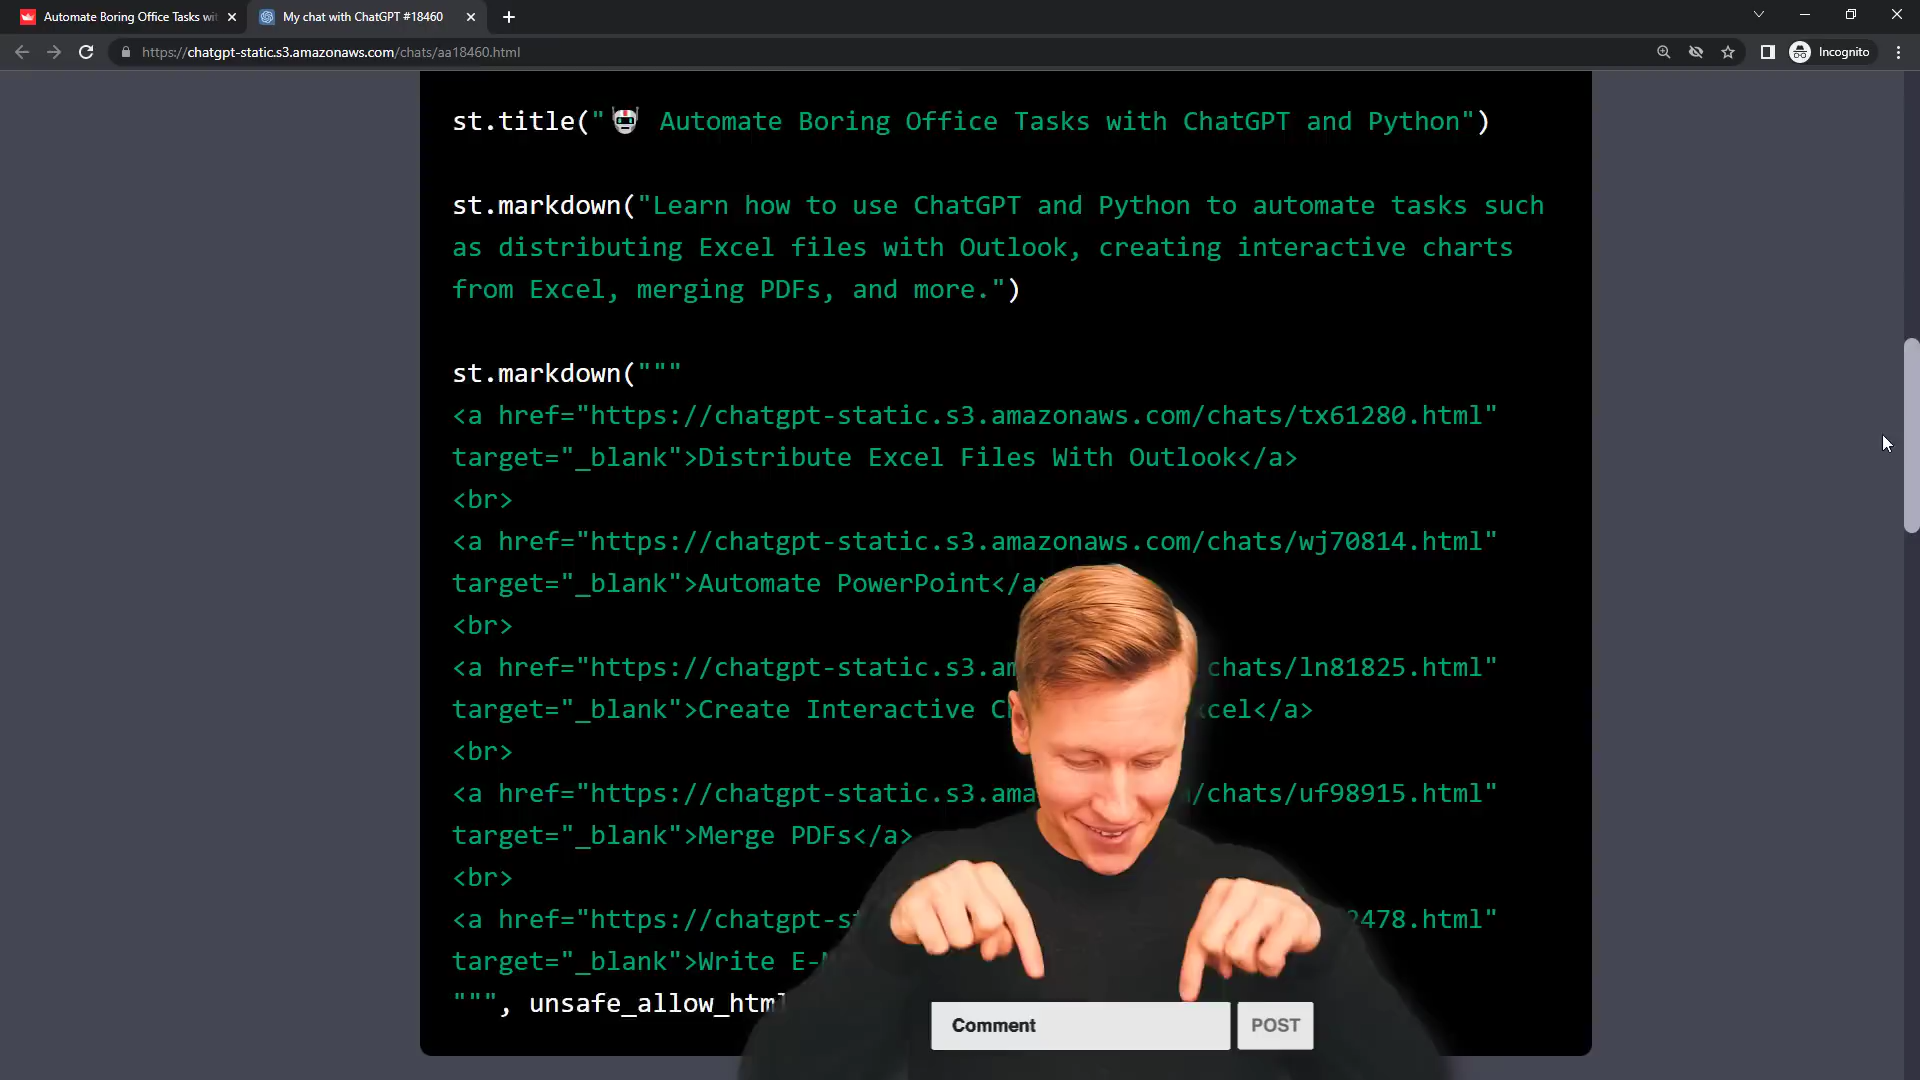 Automate Boring Office Tasks wit
My chat with ChatGPT #18460
https://chatgpt-static.s3.amazonaws.com/chats/aa18460.html
Incognito
st.title("🤖 Automate Boring Office Tasks with ChatGPT and Python")
st.markdown("Learn how to use ChatGPT and Python to automate tasks such
as distributing Excel files with Outlook, creating interactive charts
from Excel, merging PDFs, and more.")
st.markdown("""
<a href="https://chatgpt-static.s3.amazonaws.com/chats/tx61280.html"
target="_blank">Distribute Excel Files With Outlook</a>
<br>
<a href="https://chatgpt-static.s3.amazonaws.com/chats/wj70814.html"
target="_blank">Automate PowerPoint</a>
<br>
<a href="https://chatgpt-static.s3.am chats/ln81825.html"
target="_blank">Create Interactive C xcel</a>
<br>
<a href="https://chatgpt-static.s3.ama /chats/uf98915.html"
target="_blank">Merge PDFs</a>
<br>
<a href="https://chatgpt-s 2478.html"
target="_blank">Write E-
""", unsafe_allow_html
Comment
POST